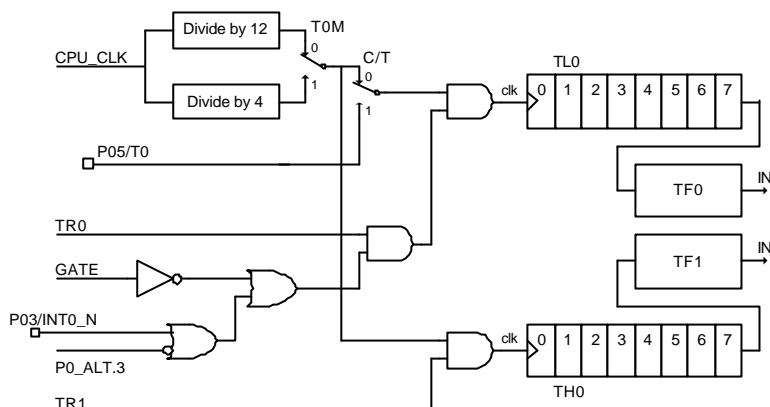 Divide by 12
T0M
CPU_CLK
0
C/T
TL0
0
1
Divide by 4
clk
0 1 2 3 4 5 6 7
1
P05/T0
TF0
IN
TR0
TF1
IN
GATE
P03/INT0_N
clk
0 1 2 3 4 5 6 7
P0_ALT.3
TH0
TR1